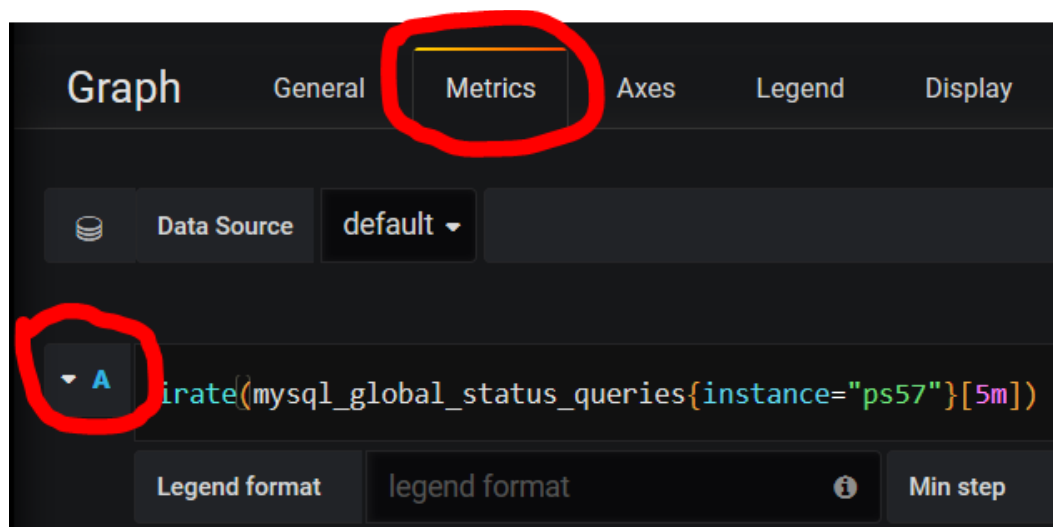 Graph General Metrics Axes Legend Display
Data Source default
A irate(mysql_global_status_queries{instance="ps57"}[5m])
Legend format legend format Min step